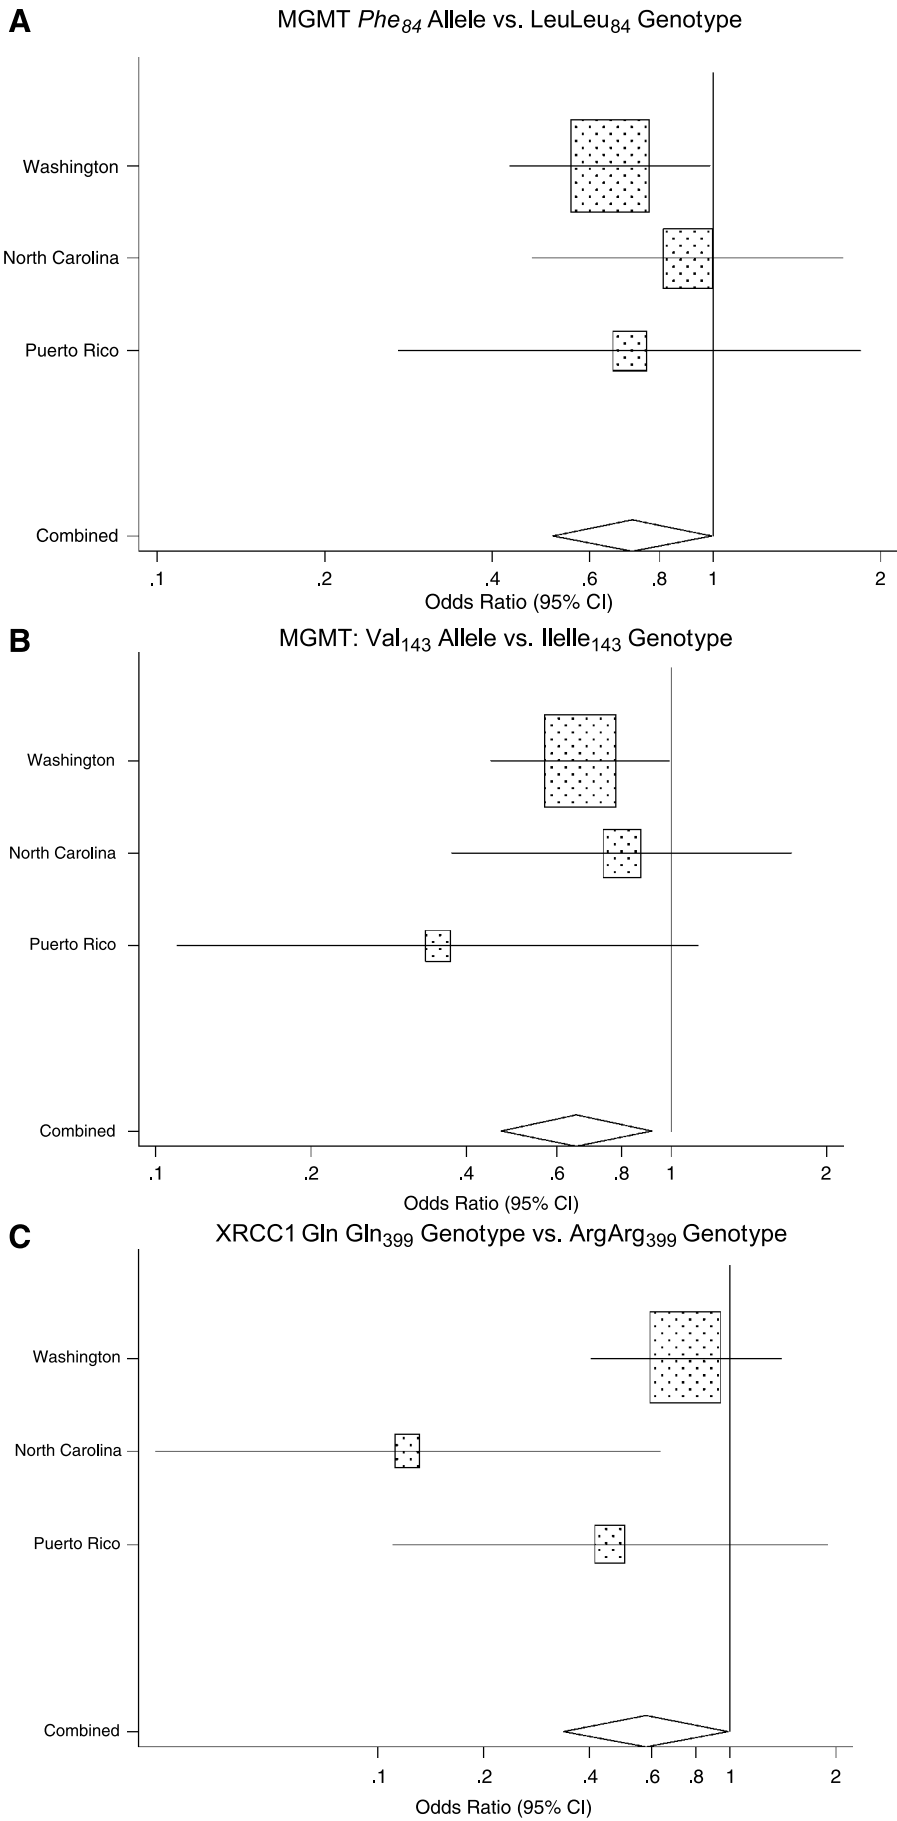 A
MGMT Phe84 Allele vs. LeuLeu84 Genotype
Washington
North Carolina
Puerto Rico
Combined
.1 .2 .4 .6 .8 1 2
Odds Ratio (95% CI)
B
MGMT: Val143 Allele vs. IleIle143 Genotype
Washington
North Carolina
Puerto Rico
Combined
.1 .2 .4 .6 .8 1 2
Odds Ratio (95% CI)
C
XRCC1 Gln Gln399 Genotype vs. ArgArg399 Genotype
Washington
North Carolina
Puerto Rico
Combined
.1 .2 .4 .6 .8 1 2
Odds Ratio (95% CI)